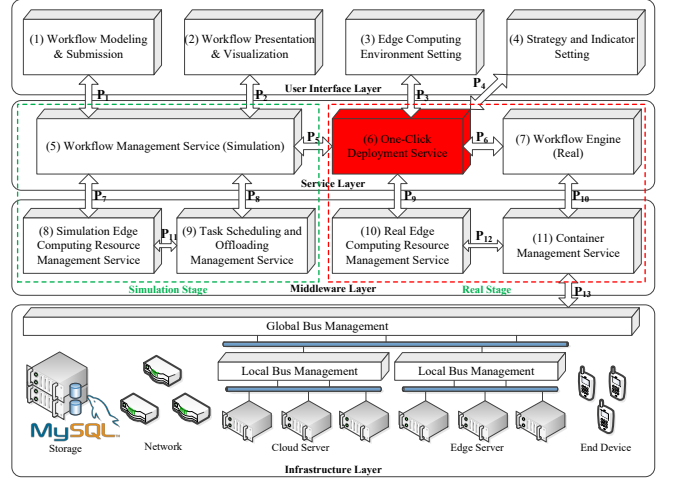 (1) Workflow Modeling
& Submission
(2) Workflow Presentation
& Visualization
(3) Edge Computing
Environment Setting
(4) Strategy and Indicator
Setting
P1
P2
P3
P4
User Interface Layer
(5) Workflow Management Service (Simulation)
P5
(6) One-Click
Deployment Service
P6
(7) Workflow Engine
(Real)
Service Layer
P7
P8
P9
P10
(8) Simulation Edge
Computing Resource
Management Service
P11
(9) Task Scheduling and
Offloading
Management Service
(10) Real Edge
Computing Resource
Management Service
P12
(11) Container
Management Service
Simulation Stage
Middleware Layer
Real Stage
P13
Global Bus Management
Local Bus Management
Local Bus Management
MySQL
Storage
Network
Cloud Server
Edge Server
End Device
Infrastructure Layer